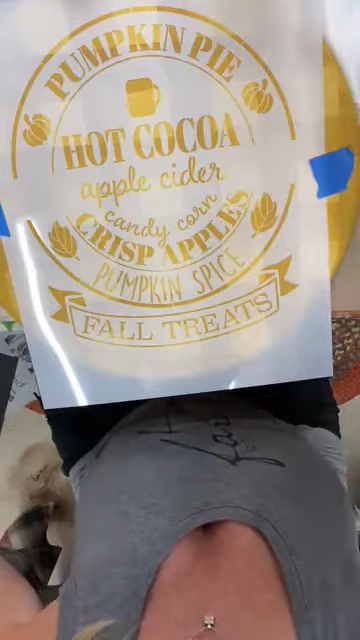 PUMPKIN PIE
HOT COCOA
apple cider
candy corn
CRISP APPLES
PUMPKIN SPICE
FALL TREATS